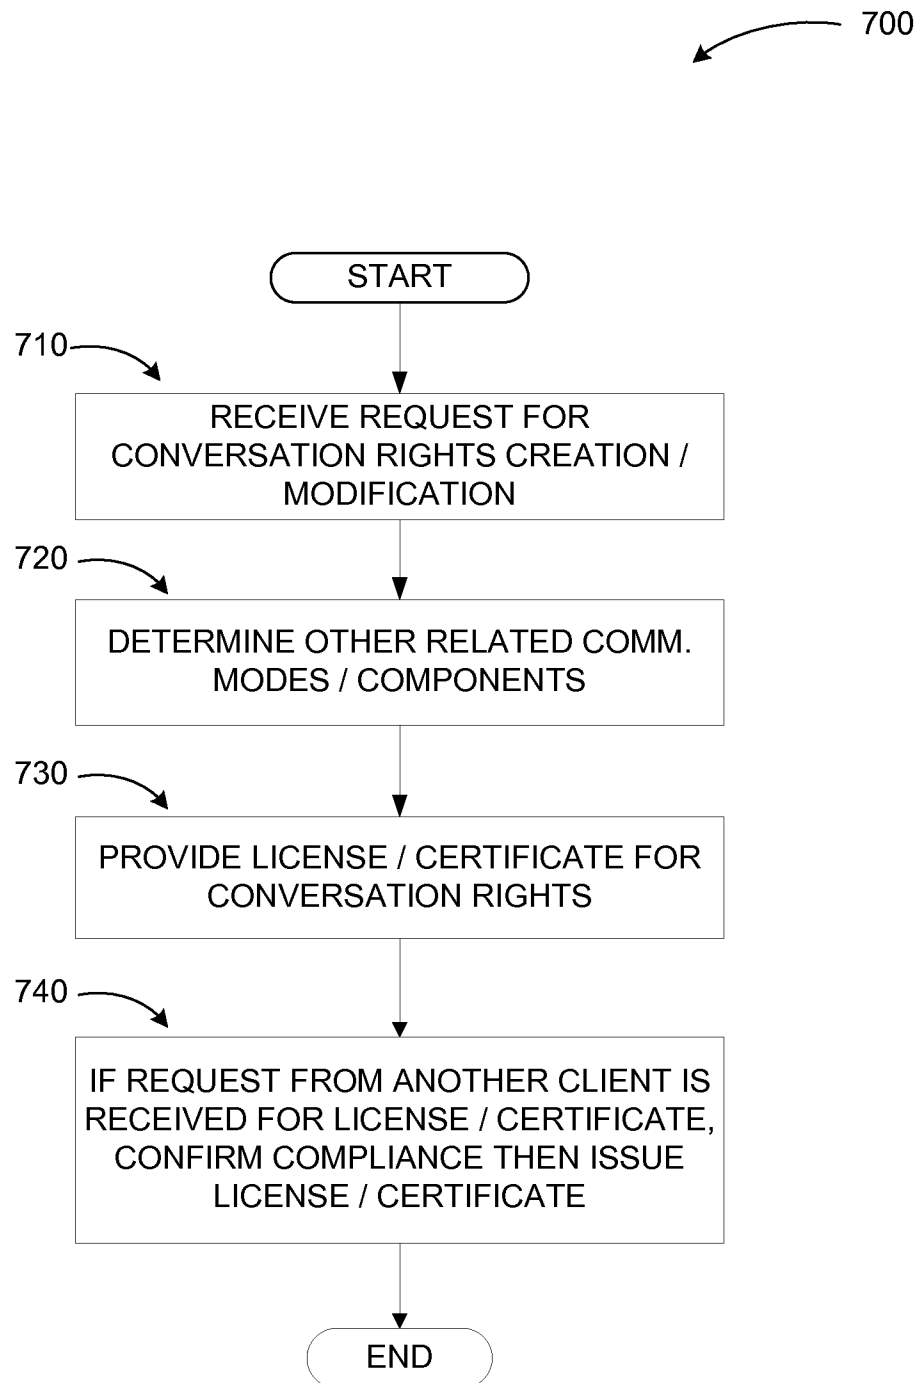 700
START
710
RECEIVE REQUEST FOR
CONVERSATION RIGHTS CREATION /
MODIFICATION
720
DETERMINE OTHER RELATED COMM.
MODES / COMPONENTS
730
PROVIDE LICENSE / CERTIFICATE FOR
CONVERSATION RIGHTS
740
IF REQUEST FROM ANOTHER CLIENT IS
RECEIVED FOR LICENSE / CERTIFICATE,
CONFIRM COMPLIANCE THEN ISSUE
LICENSE / CERTIFICATE
END